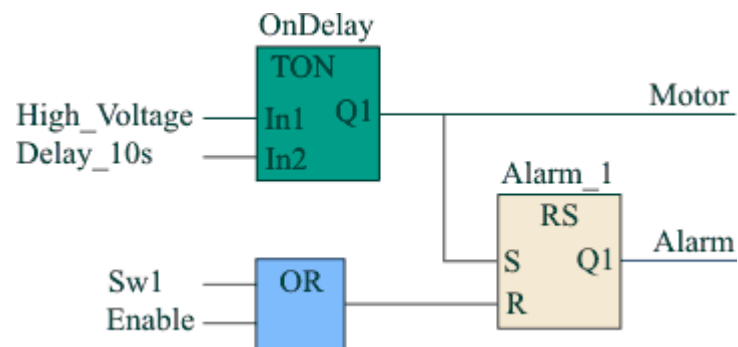 OnDelay
TON
High_Voltage
In1
Q1
Motor
Delay_10s
In2
Alarm_1
RS
S
Q1
Alarm
Sw1
OR
R
Enable